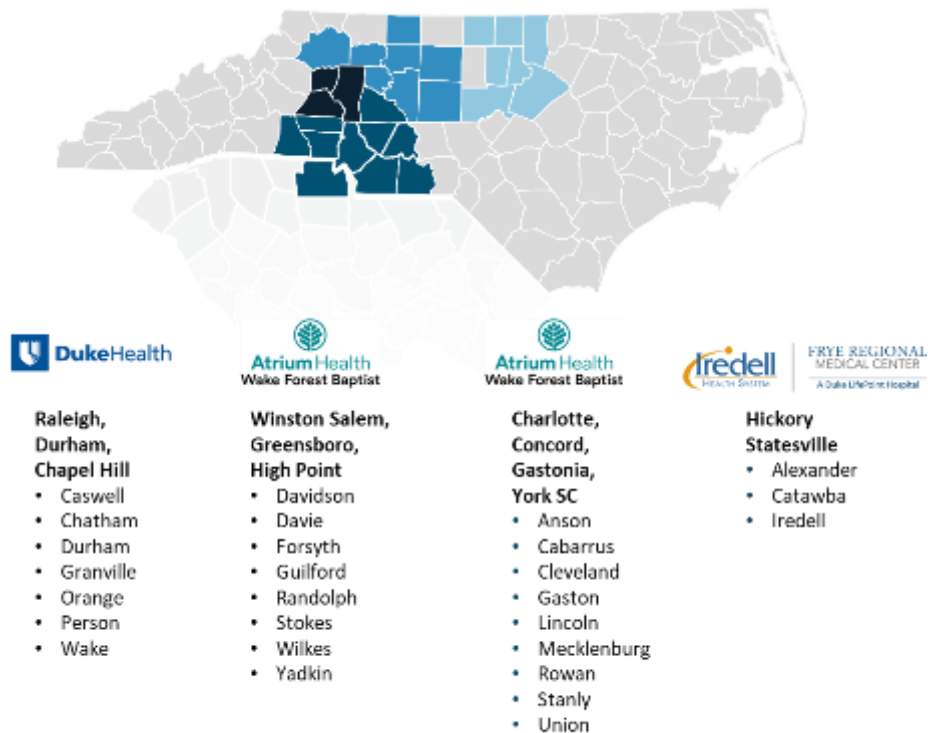 DukeHealth
Raleigh,
Durham,
Chapel Hill
• Caswell
• Chatham
• Durham
• Granville
• Orange
• Person
• Wake
Atrium Health
Wake Forest Baptist
Winston Salem,
Greensboro,
High Point
• Davidson
• Davie
• Forsyth
• Guilford
• Randolph
• Stokes
• Wilkes
• Yadkin
Atrium Health
Wake Forest Baptist
Charlotte,
Concord,
Gastonia,
York SC
• Anson
• Cabarrus
• Cleveland
• Gaston
• Lincoln
• Mecklenburg
• Rowan
• Stanly
• Union
Iredell
HEALTH SYSTEM
FRYE REGIONAL
MEDICAL CENTER
A Duke LifePoint Hospital
Hickory
Statesville
• Alexander
• Catawba
• Iredell